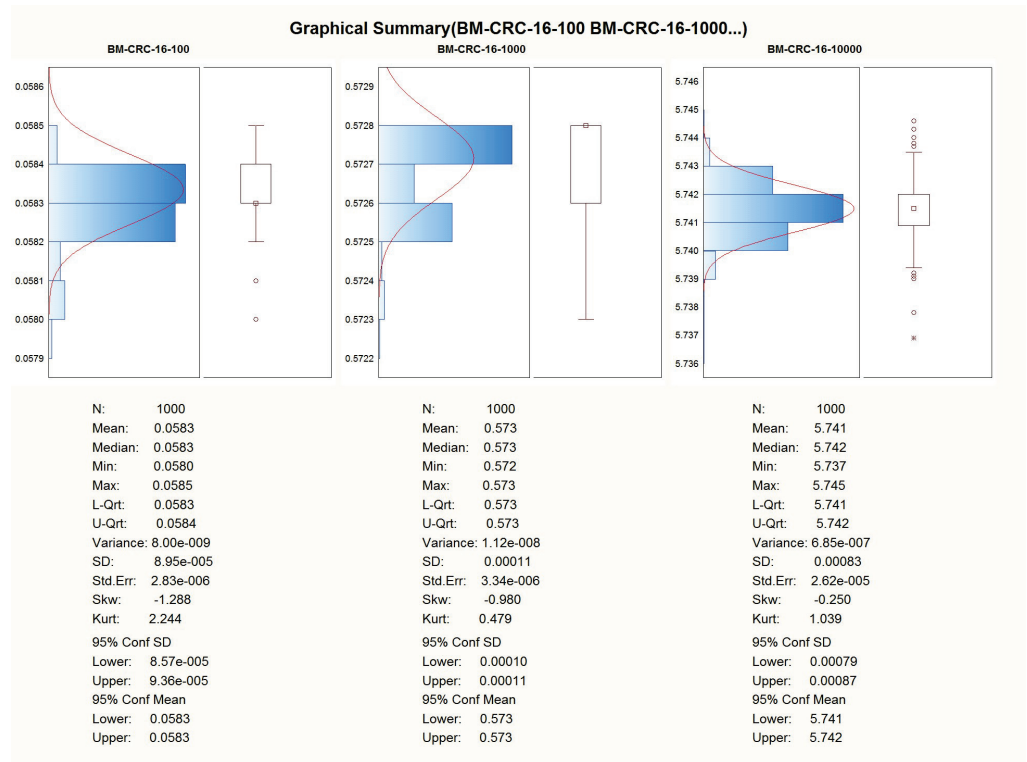 Graphical Summary(BM-CRC-16-100 BM-CRC-16-1000...)
BM-CRC-16-100
0.0586
0.0585
0.0584
0.0583
0.0582
0.0581
0.0580
0.0579
N: 1000
Mean: 0.0583
Median: 0.0583
Min: 0.0580
Max: 0.0585
L-Qrt: 0.0583
U-Qrt: 0.0584
Variance: 8.00e-009
SD: 8.95e-005
Std.Err: 2.83e-006
Skw: -1.288
Kurt: 2.244
95% Conf SD
Lower: 8.57e-005
Upper: 9.36e-005
95% Conf Mean
Lower: 0.0583
Upper: 0.0583
BM-CRC-16-1000
0.5729
0.5728
0.5727
0.5726
0.5725
0.5724
0.5723
0.5722
N: 1000
Mean: 0.573
Median: 0.573
Min: 0.572
Max: 0.573
L-Qrt: 0.573
U-Qrt: 0.573
Variance: 1.12e-008
SD: 0.00011
Std.Err: 3.34e-006
Skw: -0.980
Kurt: 0.479
95% Conf SD
Lower: 0.00010
Upper: 0.00011
95% Conf Mean
Lower: 0.573
Upper: 0.573
BM-CRC-16-10000
5.746
5.745
5.744
5.743
5.742
5.741
5.740
5.739
5.738
5.737
5.736
N: 1000
Mean: 5.741
Median: 5.742
Min: 5.737
Max: 5.745
L-Qrt: 5.741
U-Qrt: 5.742
Variance: 6.85e-007
SD: 0.00083
Std.Err: 2.62e-005
Skw: -0.250
Kurt: 1.039
95% Conf SD
Lower: 0.00079
Upper: 0.00087
95% Conf Mean
Lower: 5.741
Upper: 5.742